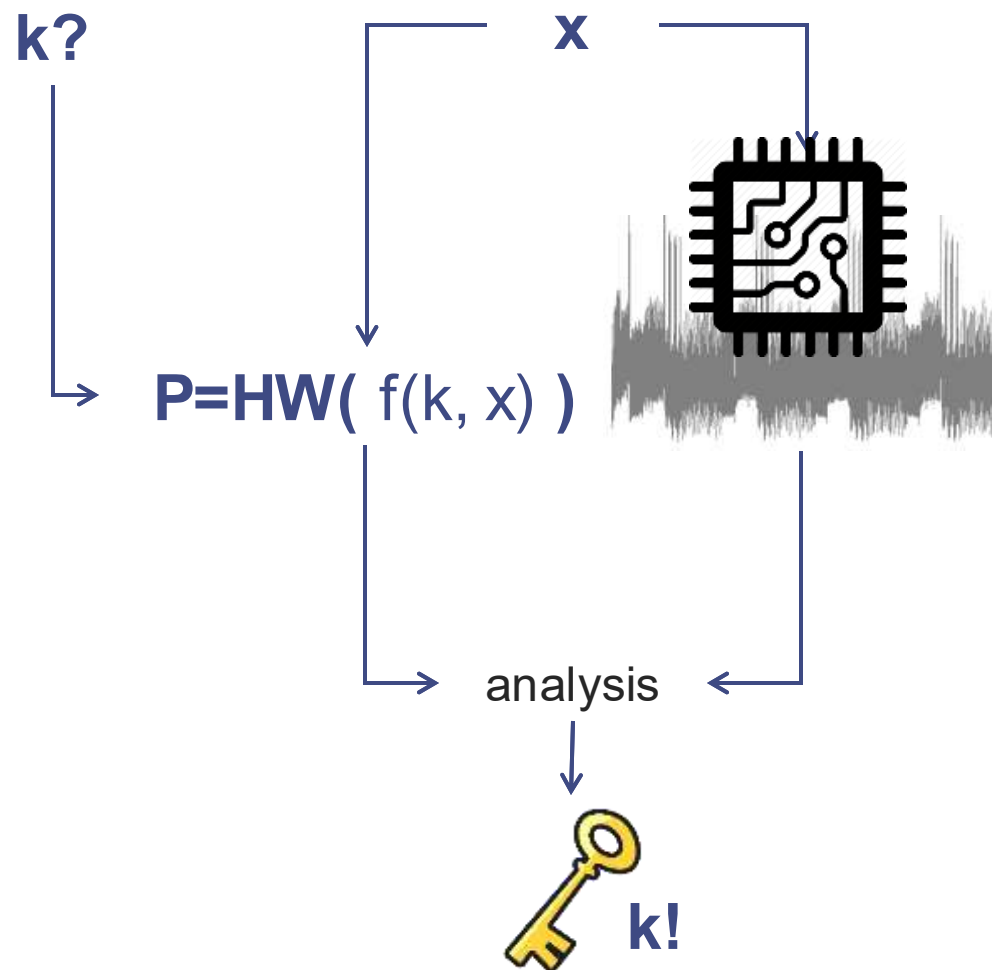 k?
x
P=HW( f(k, x) )
analysis
k!